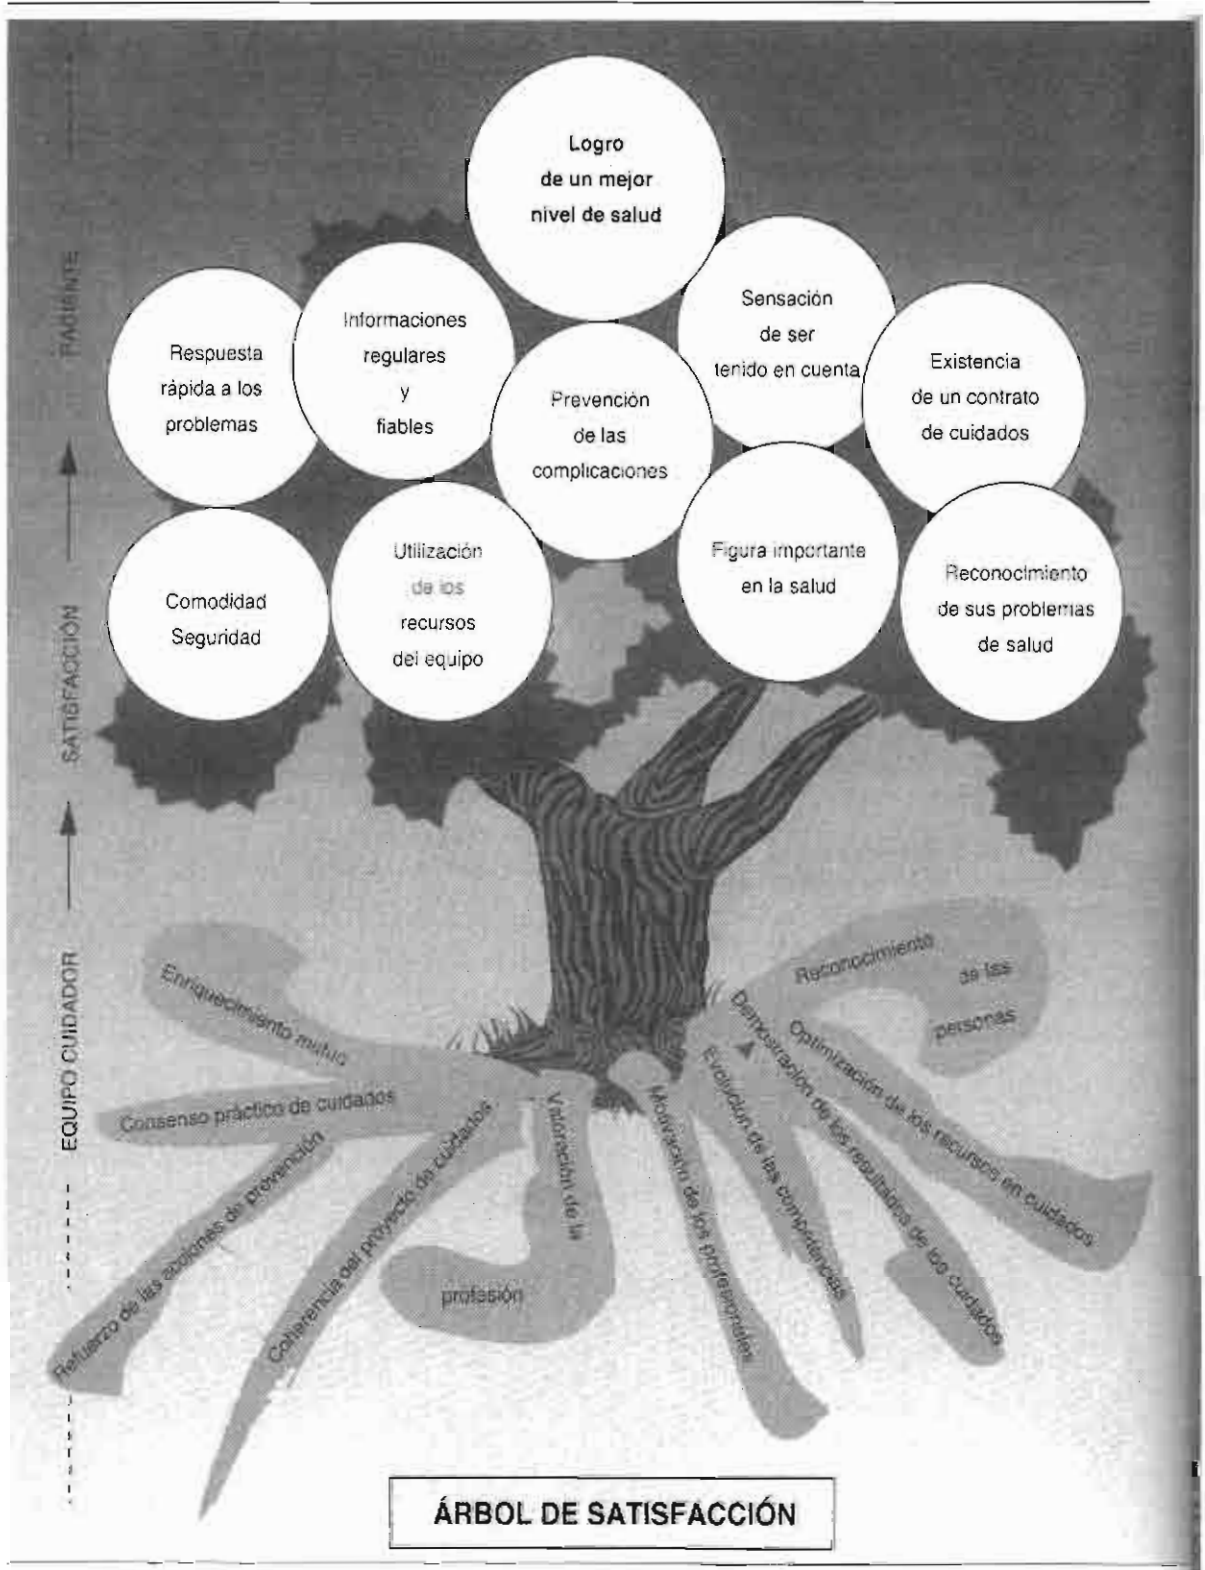 Logro
de un mejor
nivel de salud
Sensación
de ser
tenido en cuenta
Informaciones
regulares
y
fiables
Respuesta
rápida a los
problemas
Prevención
de las
complicaciones
Existencia
de un contrato
de cuidados
Comodidad
Seguridad
Utilización
de los
recursos
del equipo
Figura importante
en la salud
Reconocimiento
de sus problemas
de salud
PACIENTE
SATISFACCIÓN
EQUIPO CUIDADOR
Enriquecimiento mutuo
Consenso práctico de cuidados
Refuerzo de las acciones de prevención
Coherencia del proyecto de cuidados
Valoración de la
profesión
Motivación de los profesionales
Evolución de las competencias
Demostración de los resultados de los cuidados
Optimización de los recursos en cuidados
Reconocimiento
de las
personas
ÁRBOL DE SATISFACCIÓN